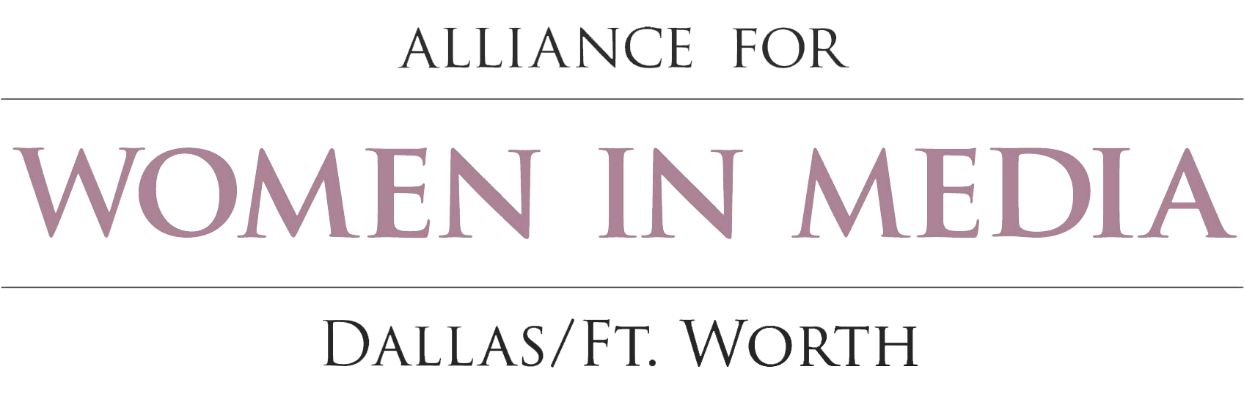 ALLIANCE FOR
WOMEN IN MEDIA
DALLAS/FT. WORTH